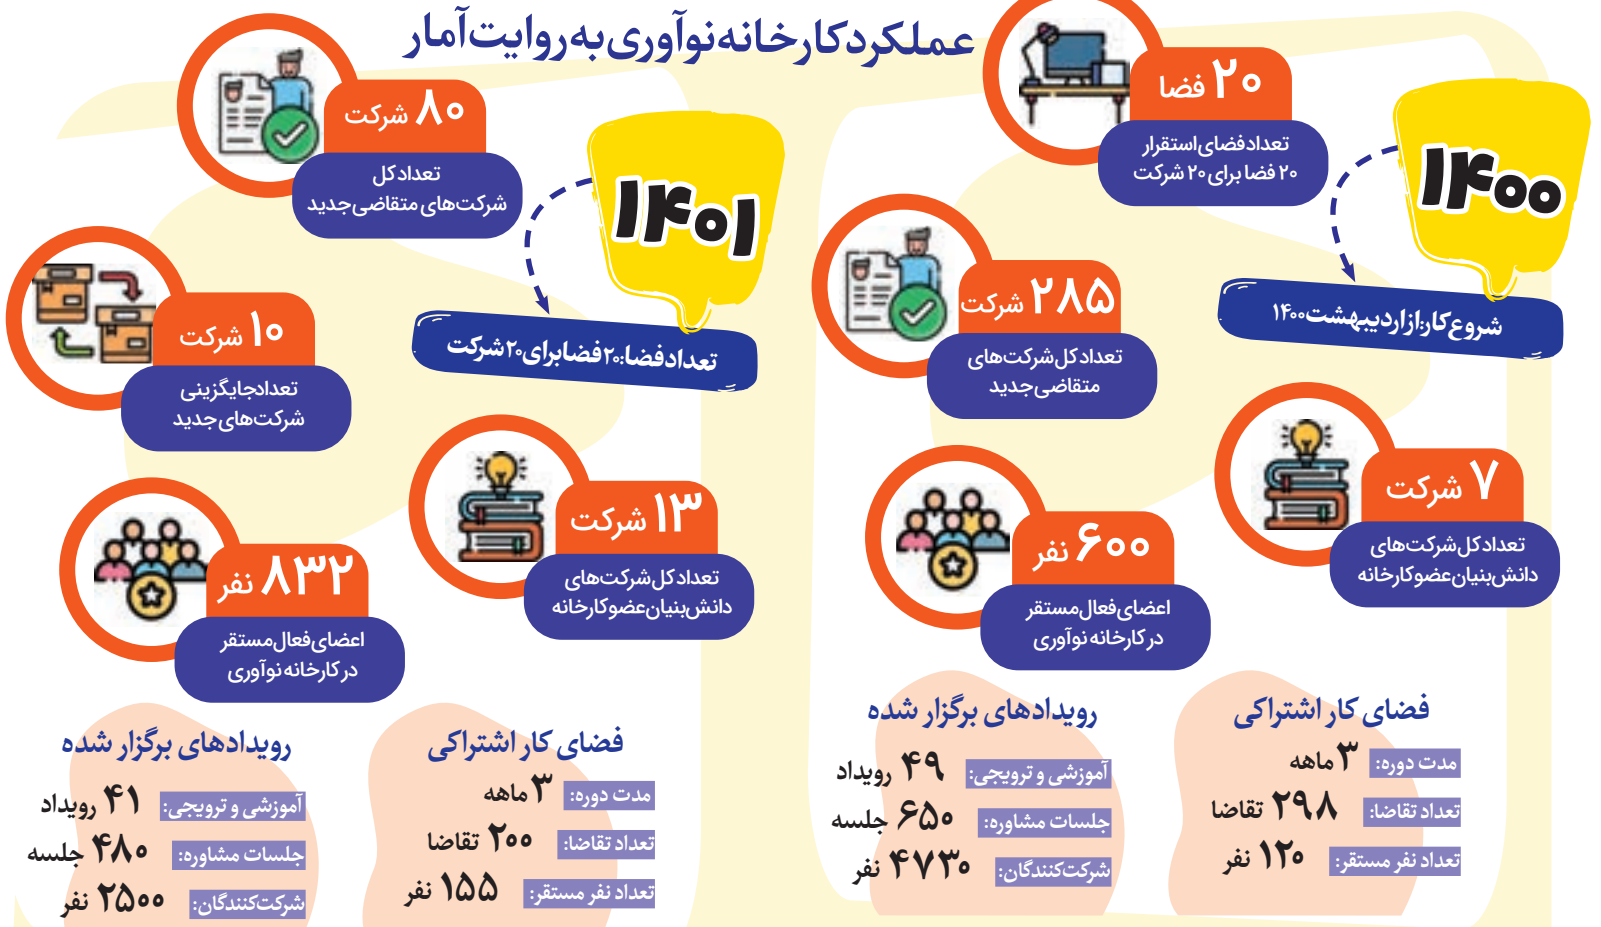 عملکرد کارخانه نوآوری به روایت آمار
۱۴۰۰
شروع کار: از اردیبهشت ۱۴۰۰
۲۰ فضا
تعداد فضای استقرار
۲۰ فضا برای ۲۰ شرکت
۲۸۵ شرکت
تعداد کل شرکت‌های
متقاضی جدید
۷ شرکت
تعداد کل شرکت‌های
دانش‌بنیان عضو کارخانه
۶۰۰ نفر
اعضای فعال مستقر
در کارخانه نوآوری
فضای کار اشتراکی
مدت دوره: ۳ ماهه
تعداد تقاضا: ۲۹۸ تقاضا
تعداد نفر مستقر: ۱۲۰ نفر
رویدادهای برگزار شده
آموزشی و ترویجی: ۴۹ رویداد
جلسات مشاوره: ۶۵۰ جلسه
شرکت‌کنندگان: ۴۷۳۰ نفر
۱۴۰۱
تعداد فضا: ۲۰ فضا برای ۲۰ شرکت
۸۰ شرکت
تعداد کل
شرکت‌های متقاضی جدید
۱۰ شرکت
تعداد جایگزینی
شرکت‌های جدید
۱۳ شرکت
تعداد کل شرکت‌های
دانش‌بنیان عضو کارخانه
۸۳۲ نفر
اعضای فعال مستقر
در کارخانه نوآوری
فضای کار اشتراکی
مدت دوره: ۳ ماهه
تعداد تقاضا: ۲۰۰ تقاضا
تعداد نفر مستقر: ۱۵۵ نفر
رویدادهای برگزار شده
آموزشی و ترویجی: ۴۱ رویداد
جلسات مشاوره: ۴۸۰ جلسه
شرکت‌کنندگان: ۲۵۰۰ نفر